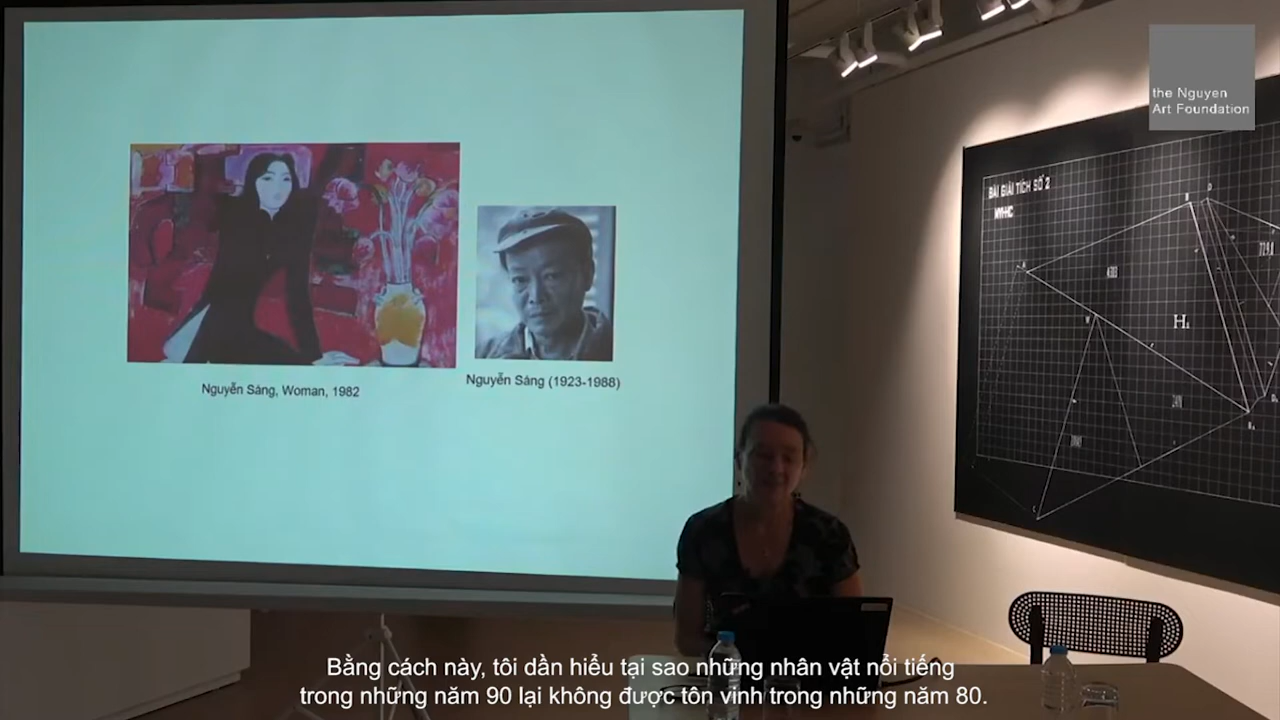 the Nguyen
Art Foundation
BÀI GIẢI TÍCH SỐ 2
Nguyễn Sáng, Woman, 1982
Nguyễn Sáng (1923-1988)
Bằng cách này, tôi dần hiểu tại sao những nhân vật nổi tiếng
trong những năm 90 lại không được tôn vinh trong những năm 80.